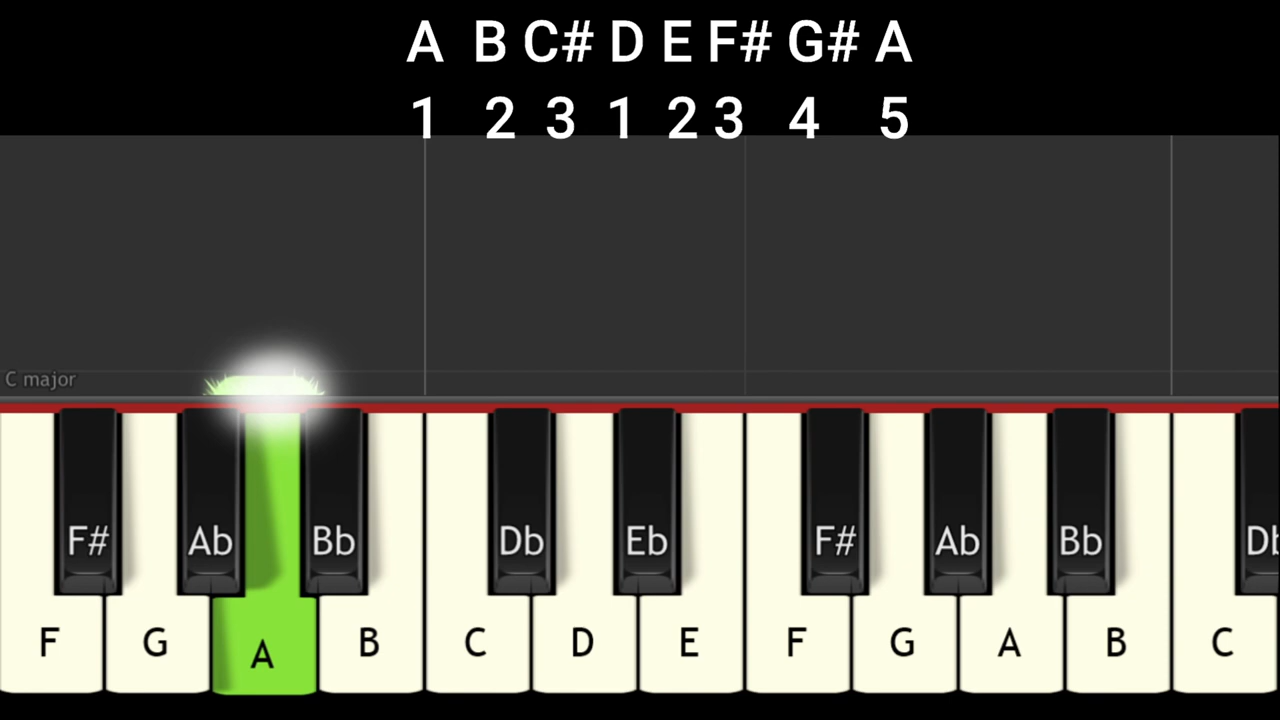 A B C# D E F# G# A
1 2 3 1 2 3 4 5
C major
F# Ab Bb Db Eb F# Ab Bb Db
F G A B C D E F G A B C